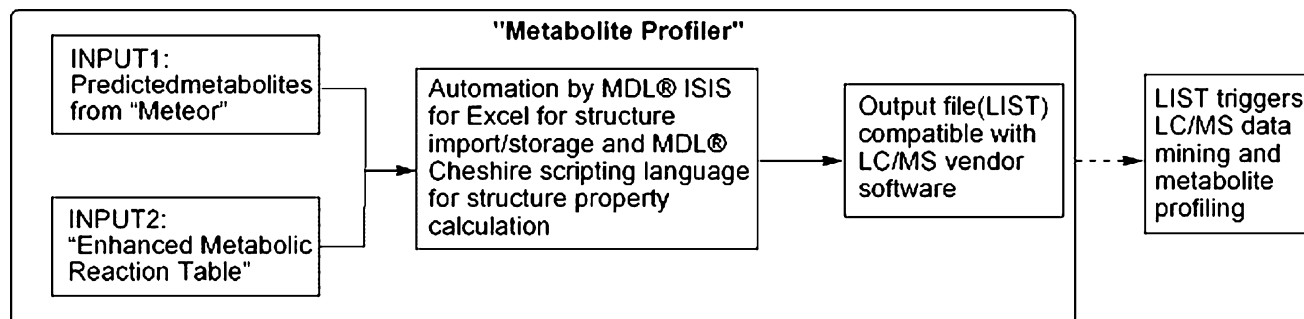 "Metabolite Profiler"
INPUT1:
Predictedmetabolites
from “Meteor”
INPUT2:
“Enhanced Metabolic
Reaction Table"
Automation by MDL® ISIS
for Excel for structure
import/storage and MDL®
Cheshire scripting language
for structure property
calculation
Output file(LIST)
compatible with
LC/MS vendor
software
LIST triggers
LC/MS data
mining and
metabolite
profiling